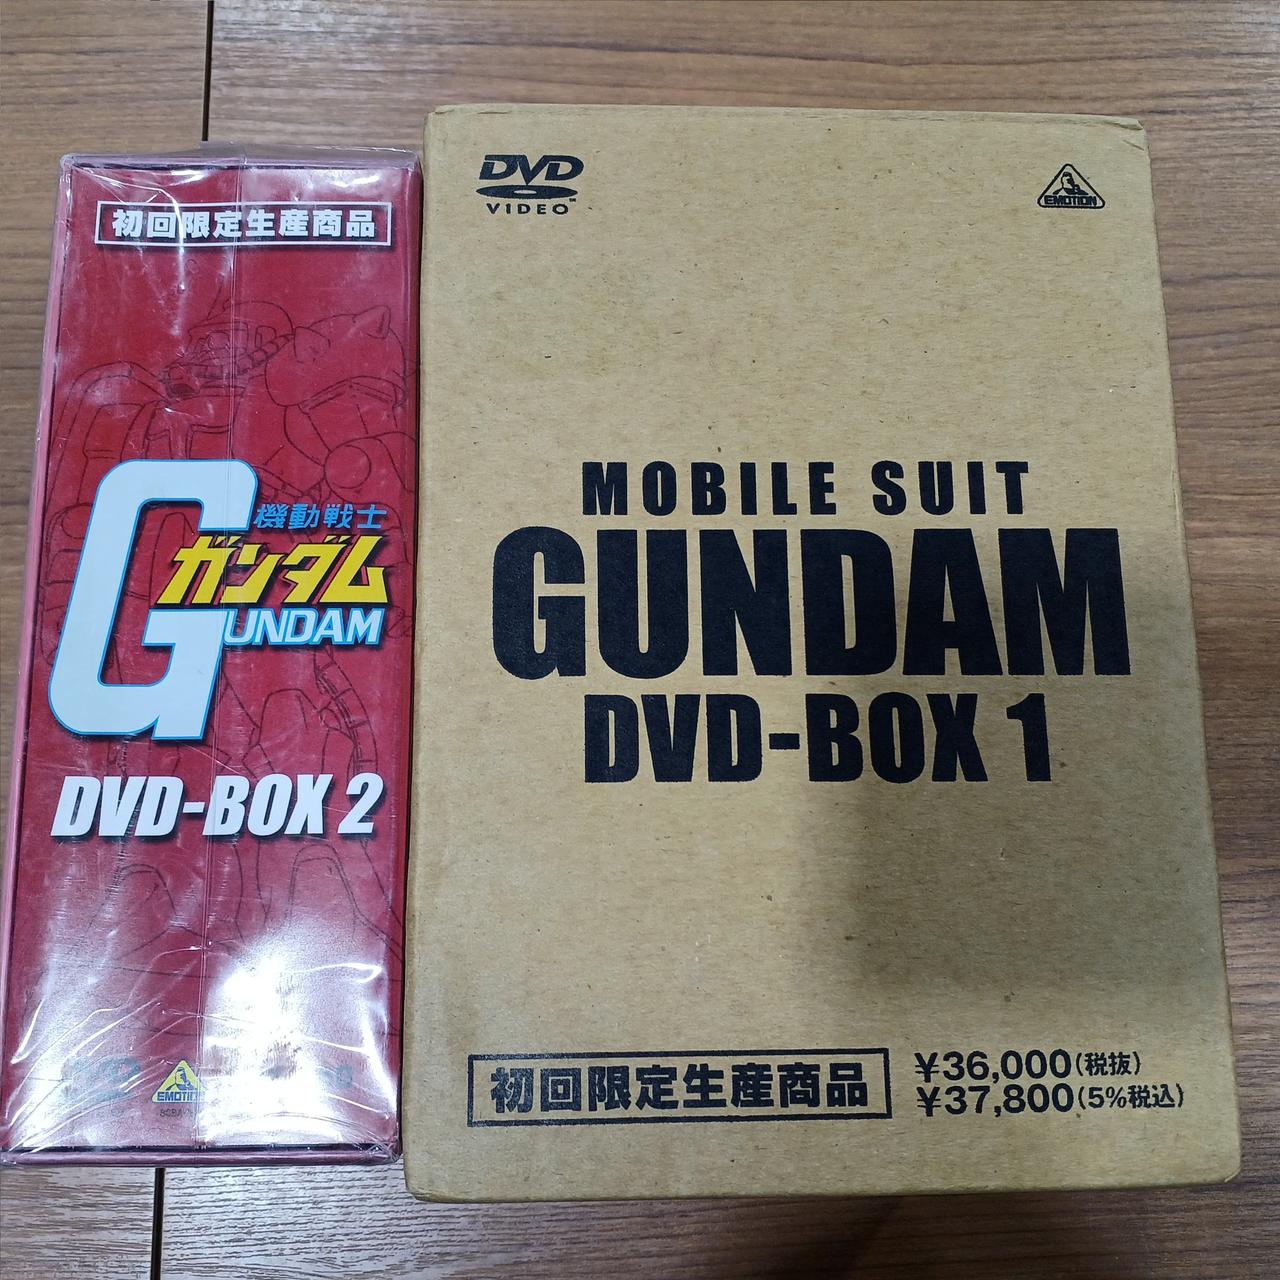 初回限定生産商品
機動戦士
ガンダム
GUNDAM
DVD-BOX 2
EMOTION
DVD
VIDEO
EMOTION
MOBILE SUIT
GUNDAM
DVD-BOX 1
初回限定生産商品
¥36,000(税抜)
¥37,800(5%税込)